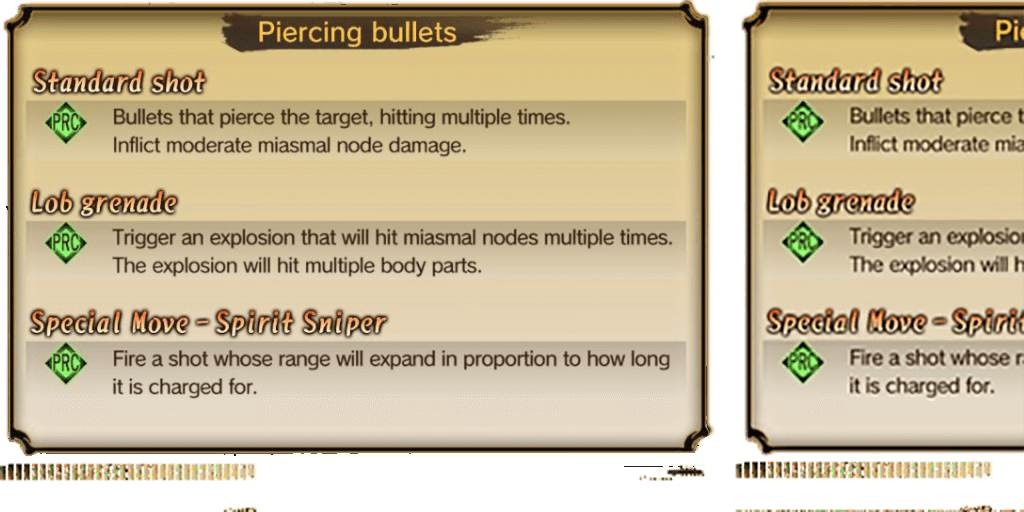 Piercing bullets
Standard shot
PRC
Bullets that pierce the target, hitting multiple times.
Inflict moderate miasmal node damage.
Lob grenade
PRC
Trigger an explosion that will hit miasmal nodes multiple times.
The explosion will hit multiple body parts.
Special Move – Spirit Sniper
PRC
Fire a shot whose range will expand in proportion to how long
it is charged for.
Pie
Standard shot
PRC
Bullets that pierce t
Inflict moderate mia
Lob grenade
PRC
Trigger an explosion
The explosion will h
Special Move – Spirit
PRC
Fire a shot whose ra
it is charged for.